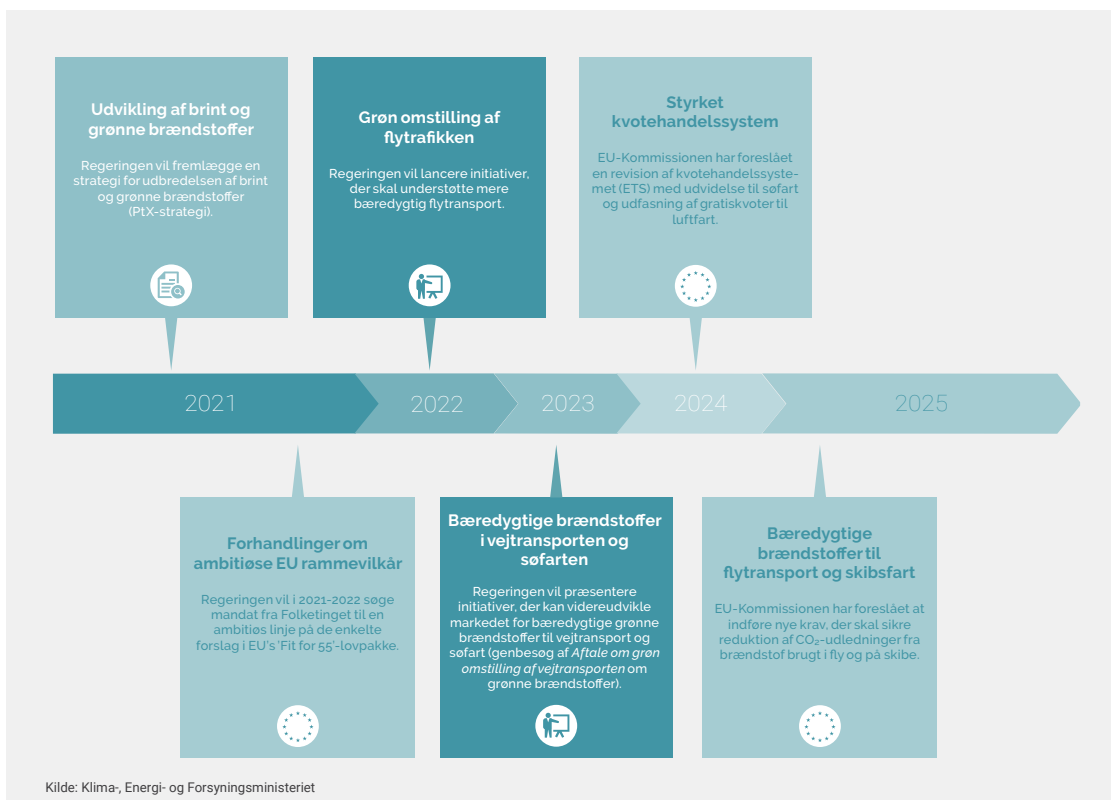 Udvikling af brint og
grønne brændstoffer
Regeringen vil fremlægge en
strategi for udbredelsen af brint
og grønne brændstoffer
(PtX-strategi).
Grøn omstilling af
flytrafikken
Regeringen vil lancere initiativer,
der skal understøtte mere
bæredygtig flytransport.
Styrket
kvotehandelssystem
EU-Kommissionen har foreslået
en revision af kvotehandelssyste-
met (ETS) med udvidelse til søfart
og udfasning af gratiskvoter til
luftfart.
2021
2022
2023
2024
2025
Forhandlinger om
ambitiøse EU rammevilkår
Regeringen vil i 2021-2022 søge
mandat fra Folketinget til en
ambitiøs linje på de enkelte
forslag i EU's 'Fit for 55'-lovpakke.
Bæredygtige brændstoffer
i vejtransporten og
søfarten
Regeringen vil præsentere
initiativer, der kan videreudvikle
markedet for bæredygtige grønne
brændstoffer til vejtransport og
søfart (genbesøg af Aftale om grøn
omstilling af vejtransporten om
grønne brændstoffer).
Bæredygtige
brændstoffer til
flytransport og skibsfart
EU-Kommissionen har foreslået at
indføre nye krav, der skal sikre
reduktion af CO₂-udledninger fra
brændstof brugt i fly og på skibe.
Kilde: Klima-, Energi- og Forsyningsministeriet